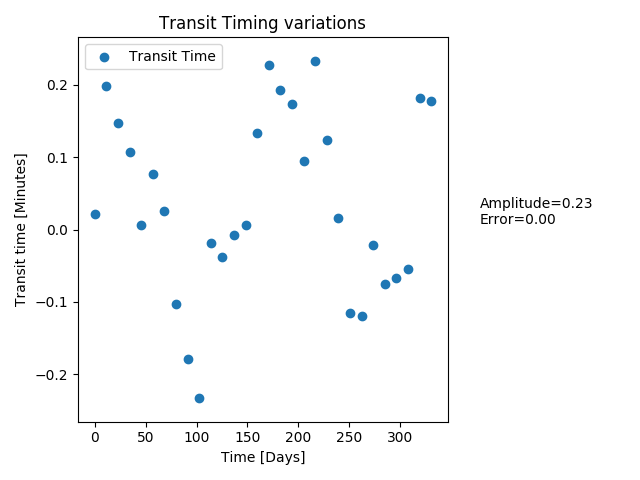 Transit Timing variations
Transit Time
Transit time [Minutes]
0.2
0.1
0.0
−0.1
−0.2
0 50 100 150 200 250 300
Time [Days]
Amplitude=0.23
Error=0.00